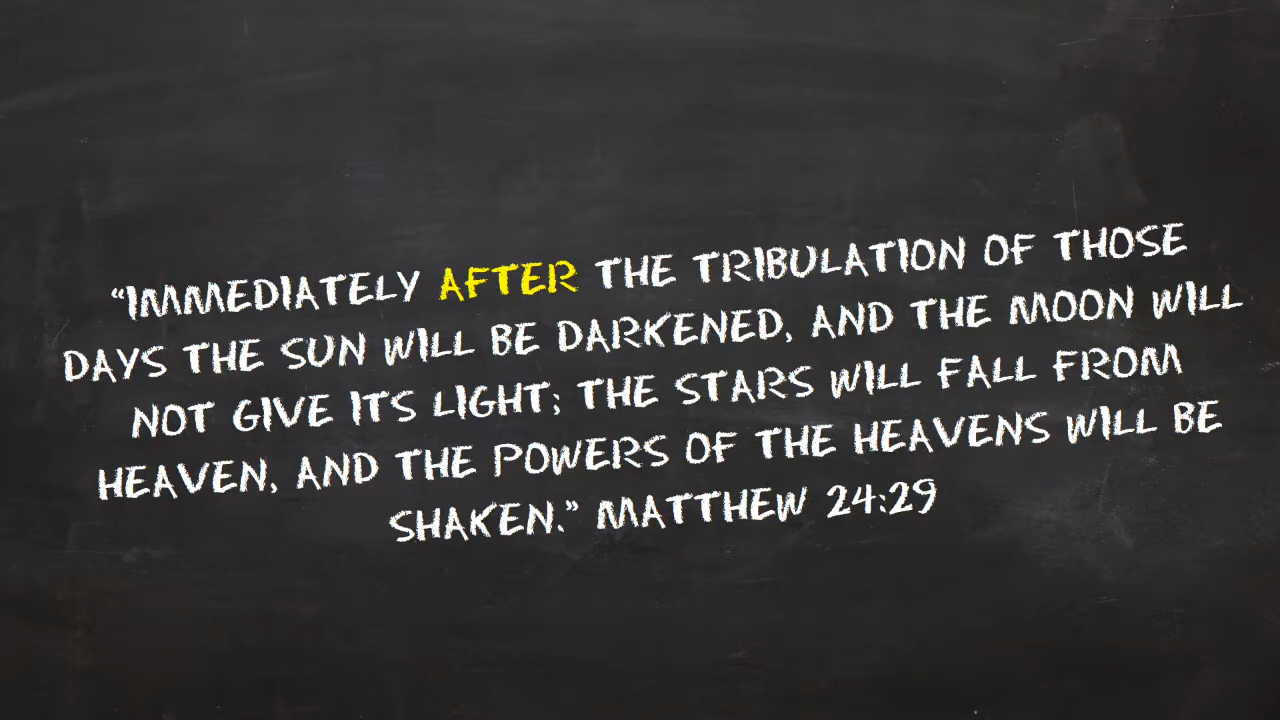 “IMMEDIATELY AFTER THE TRIBULATION OF THOSE
DAYS THE SUN WILL BE DARKENED, AND THE MOON WILL
NOT GIVE ITS LIGHT; THE STARS WILL FALL FROM
HEAVEN, AND THE POWERS OF THE HEAVENS WILL BE
SHAKEN.” MATTHEW 24:29